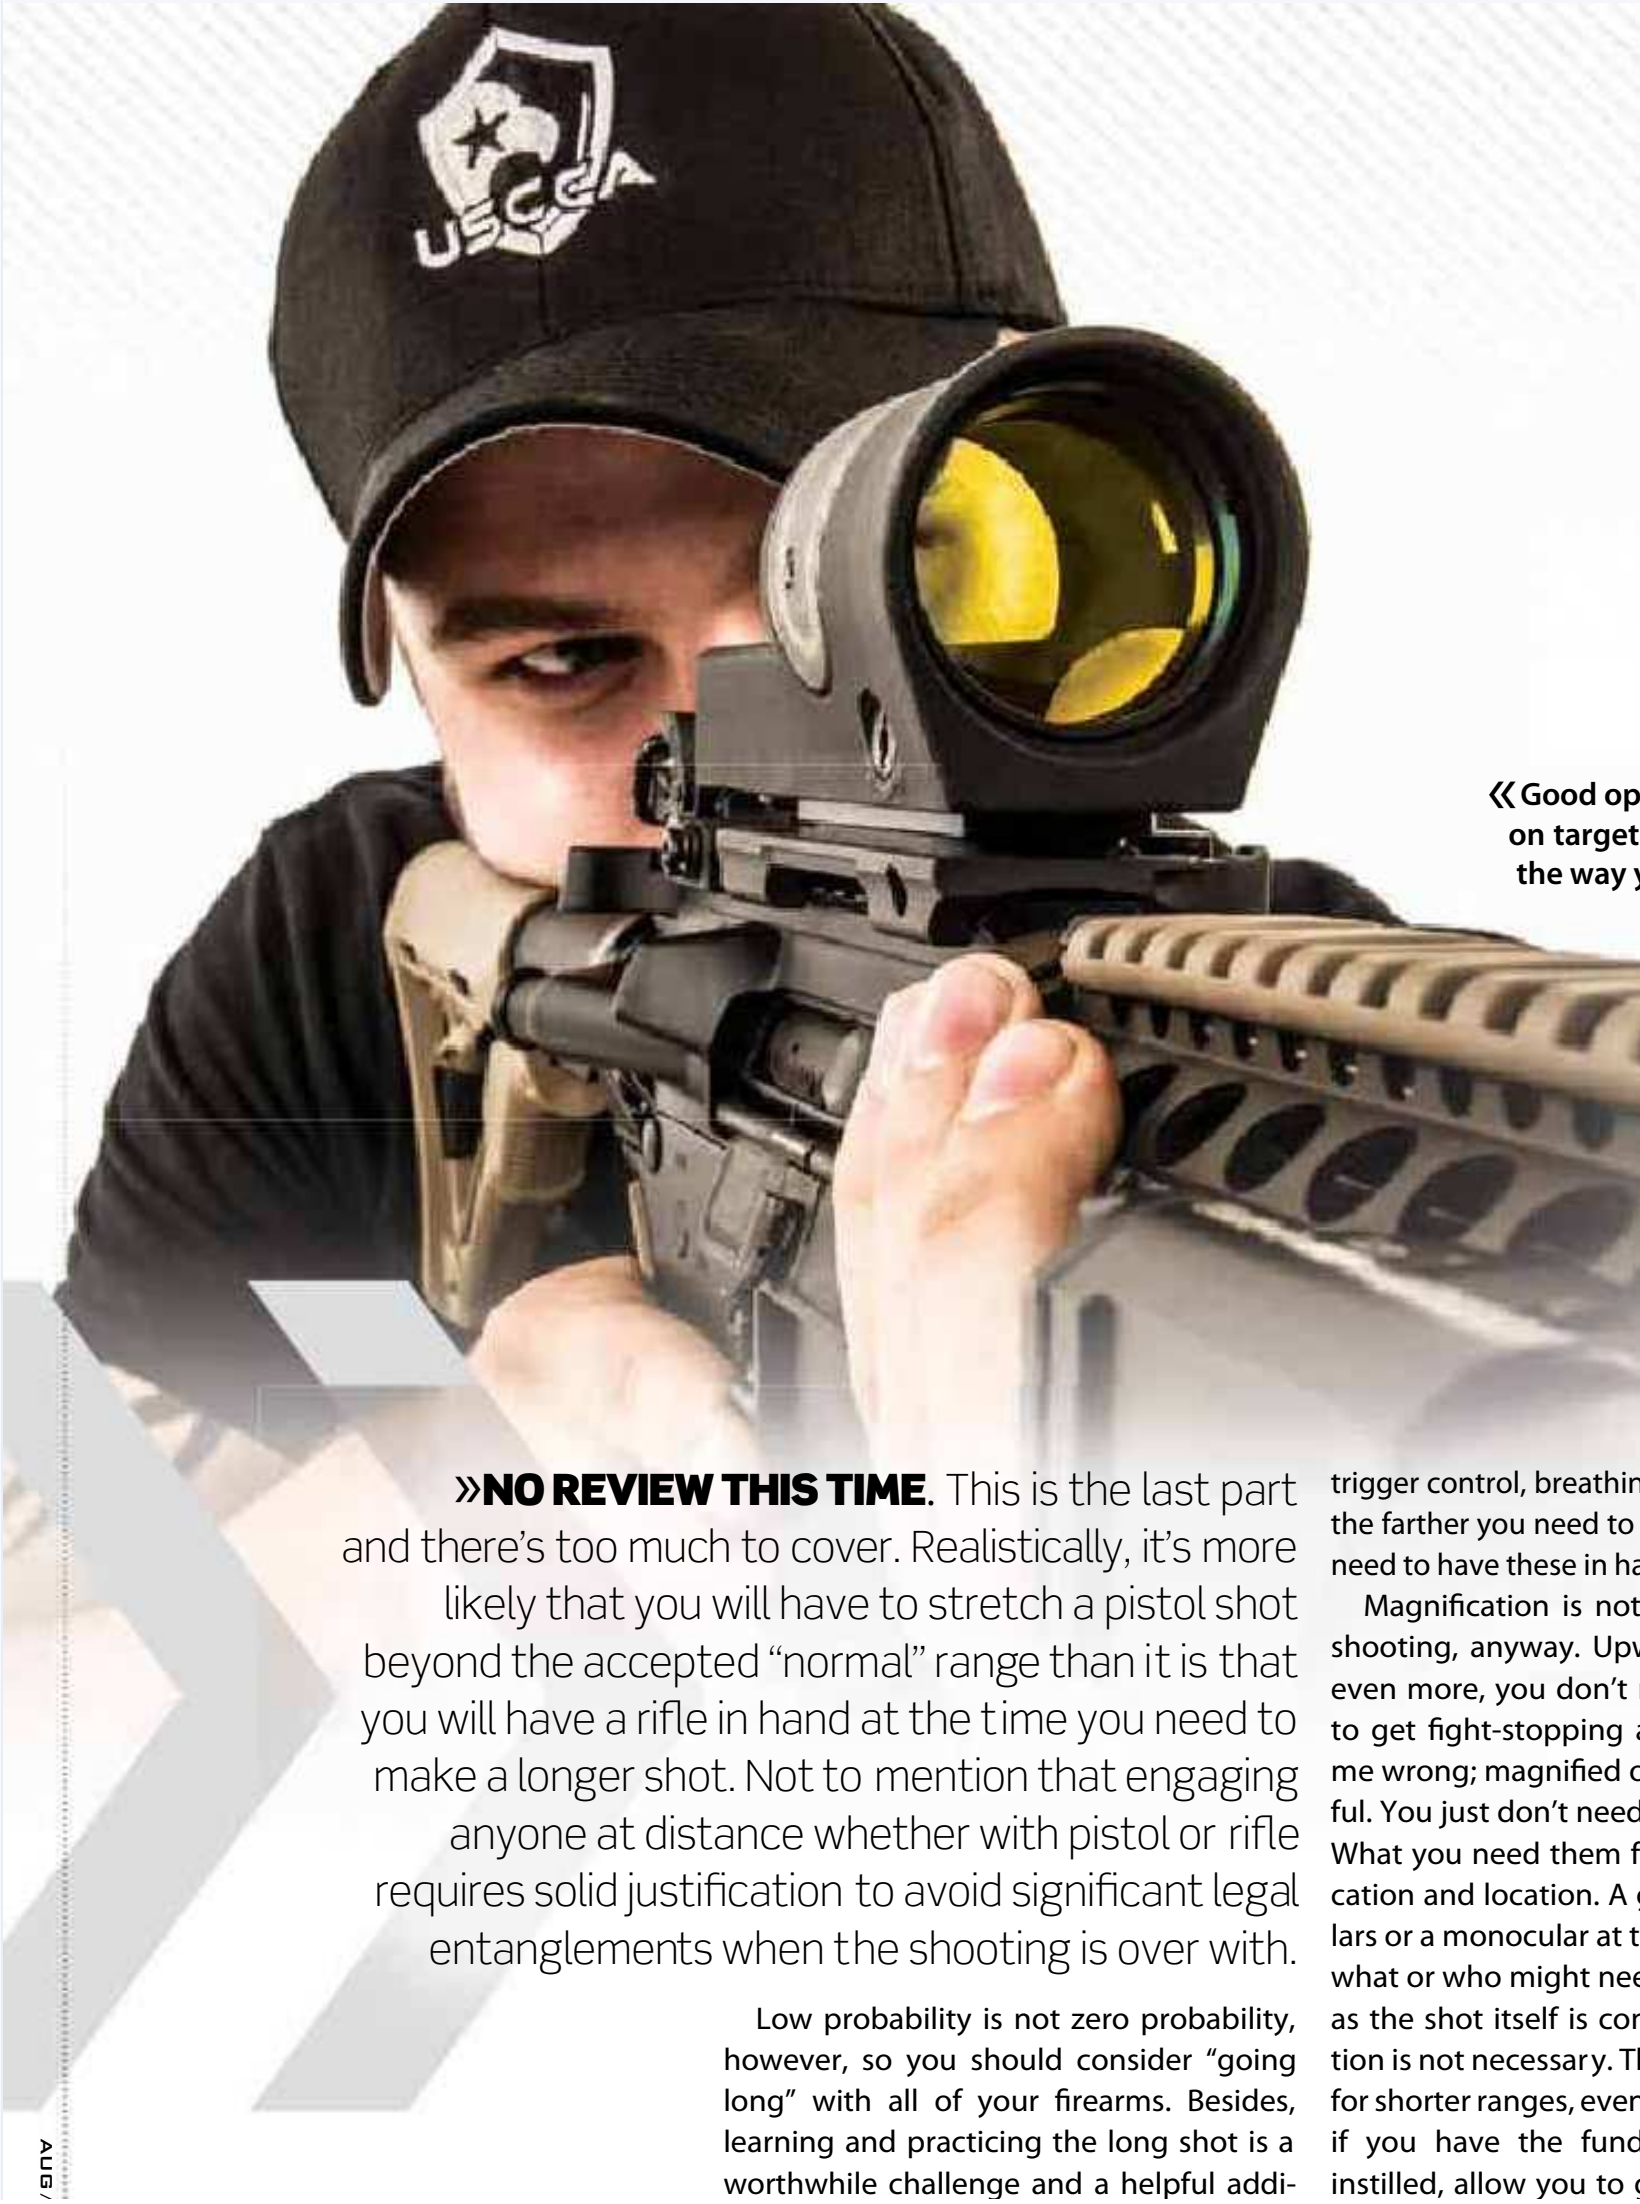 USCCA
«Good op
on target
the way y
»NO REVIEW THIS TIME. This is the last part
and there’s too much to cover. Realistically, it’s more
likely that you will have to stretch a pistol shot
beyond the accepted “normal” range than it is that
you will have a rifle in hand at the time you need to
make a longer shot. Not to mention that engaging
anyone at distance whether with pistol or rifle
requires solid justification to avoid significant legal
entanglements when the shooting is over with.
Low probability is not zero probability,
however, so you should consider “going
long” with all of your firearms. Besides,
learning and practicing the long shot is a
worthwhile challenge and a helpful addi-
trigger control, breathin
the farther you need to
need to have these in ha
Magnification is not
shooting, anyway. Upw
even more, you don’t
to get fight-stopping a
me wrong; magnified o
ful. You just don’t need
What you need them f
cation and location. A g
lars or a monocular at t
what or who might nee
as the shot itself is con
tion is not necessary. Th
for shorter ranges, even
if you have the fund
instilled, allow you to g
AUG /